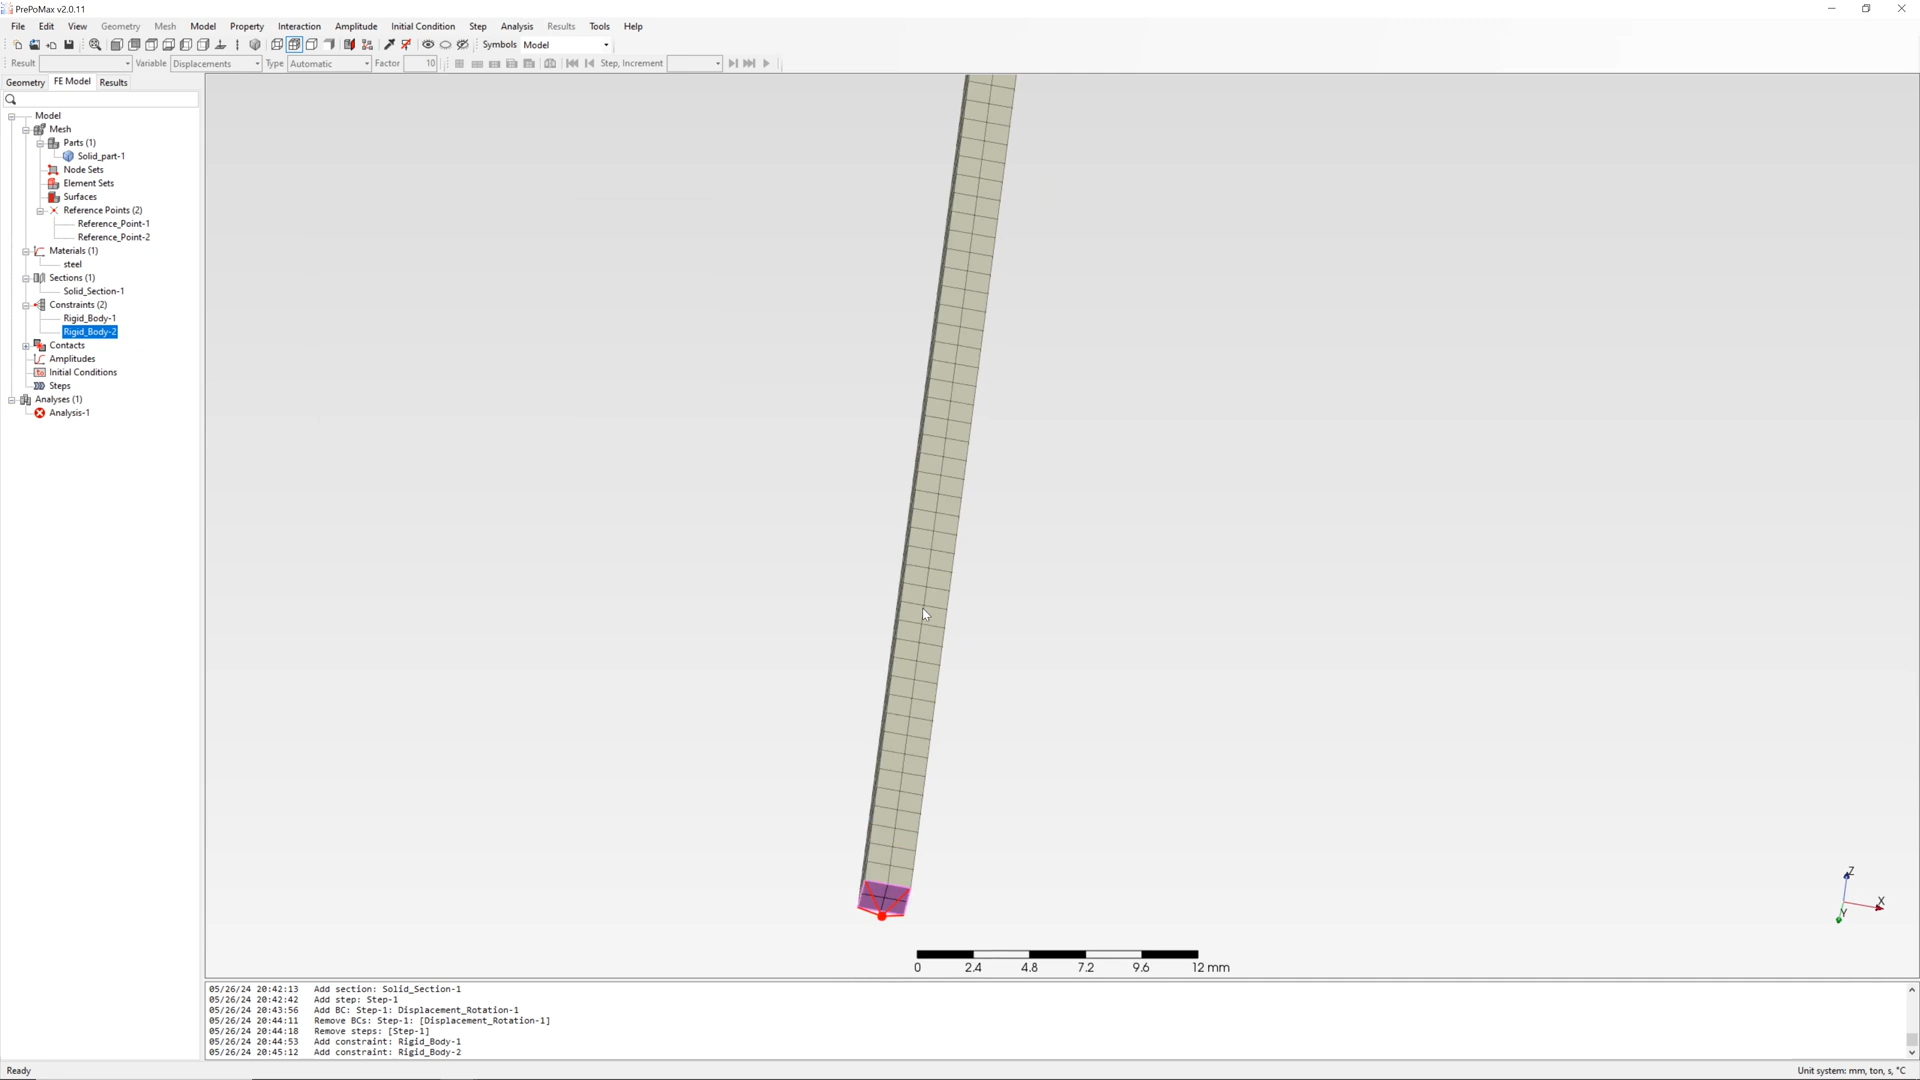 PrePoMax v2.0.11
File Edit View Geometry Mesh Model Property Interaction Amplitude Initial Condition Step Analysis Results Tools Help
Symbols Model
Result Variable Displacements Type Automatic Factor 10 Step, Increment
Geometry FE Model Results
Model
Mesh
Parts (1)
Solid_part-1
Node Sets
Element Sets
Surfaces
Reference Points (2)
Reference_Point-1
Reference_Point-2
Materials (1)
steel
Sections (1)
Solid_Section-1
Constraints (2)
Rigid_Body-1
Rigid_Body-2
Contacts
Amplitudes
Initial Conditions
Steps
Analyses (1)
Analysis-1
Z
X
Y
0 2.4 4.8 7.2 9.6 12 mm
05/26/24 20:42:13 Add section: Solid_Section-1
05/26/24 20:42:42 Add step: Step-1
05/26/24 20:43:56 Add BC: Step-1: Displacement_Rotation-1
05/26/24 20:44:11 Remove BCs: Step-1: [Displacement_Rotation-1]
05/26/24 20:44:18 Remove steps: [Step-1]
05/26/24 20:44:53 Add constraint: Rigid_Body-1
05/26/24 20:45:12 Add constraint: Rigid_Body-2
Ready Unit system: mm, ton, s, °C